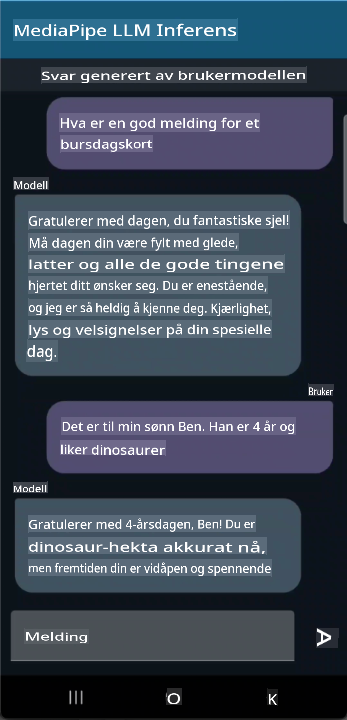 MediaPipe LLM Inferens
Svar generert av brukermodellen
Hva er en god melding for et
bursdagskort
Modell
Gratulerer med dagen, du fantastiske sjel!
Må dagen din være fylt med glede,
latter og alle de gode tingene
hjertet ditt ønsker seg. Du er enestående,
og jeg er så heldig å kjenne deg. Kjærlighet,
lys og velsignelser på din spesielle
dag.
Bruker
Det er til min sønn Ben. Han er 4 år og
liker dinosaurer
Modell
Gratulerer med 4-årsdagen, Ben! Du er
dinosaur-hekta akkurat nå,
men fremtiden din er vidåpen og spennende
Melding
A
O
K